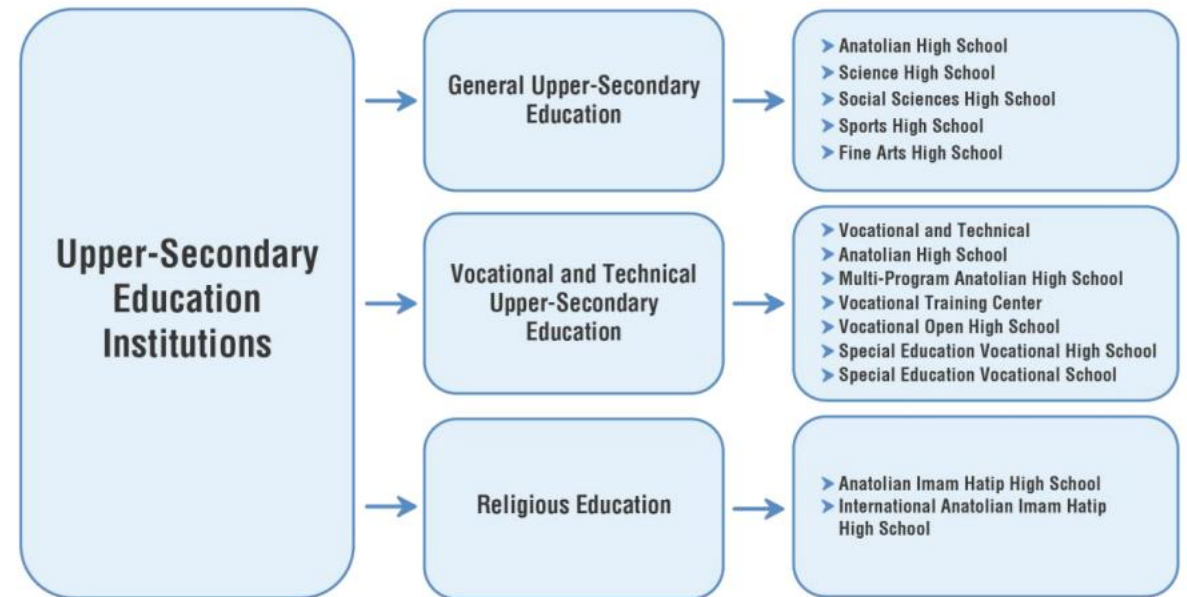 Upper-Secondary
Education
Institutions
General Upper-Secondary
Education
➤ Anatolian High School
➤ Science High School
➤ Social Sciences High School
➤ Sports High School
➤ Fine Arts High School
Vocational and Technical
Upper-Secondary
Education
➤ Vocational and Technical
➤ Anatolian High School
➤ Multi-Program Anatolian High School
➤ Vocational Training Center
➤ Vocational Open High School
➤ Special Education Vocational High School
➤ Special Education Vocational School
Religious Education
➤ Anatolian Imam Hatip High School
➤ International Anatolian Imam Hatip
High School